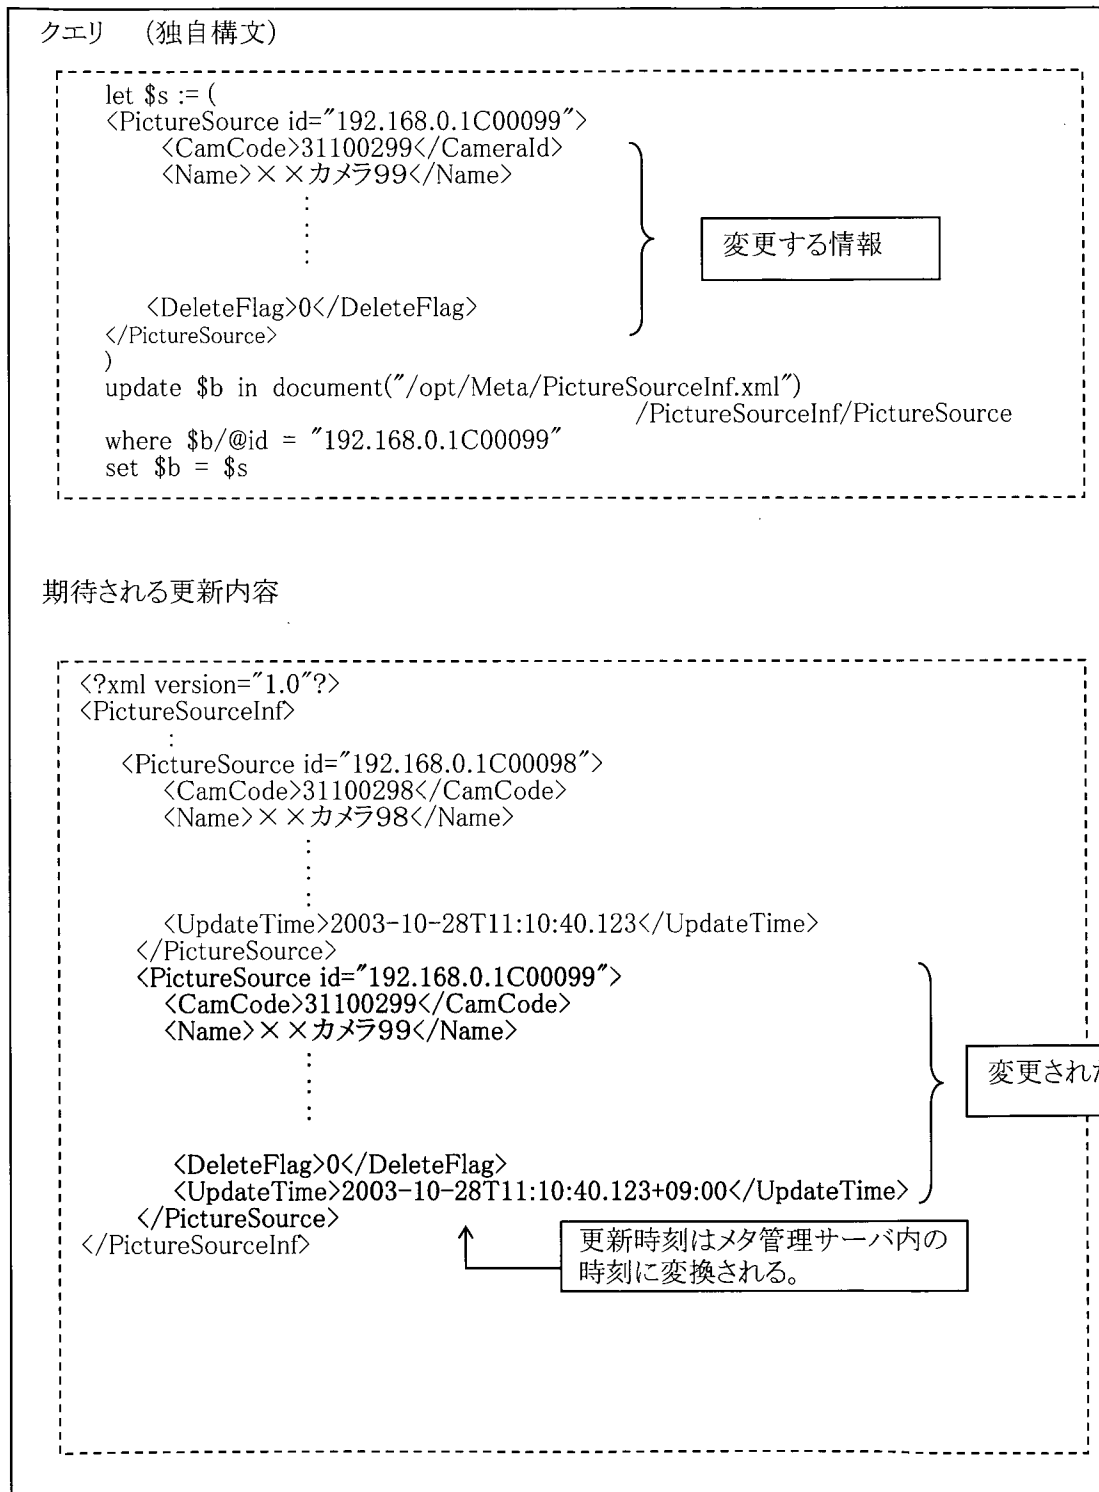 クエリ　（独自構文）
let $s := (
<PictureSource id="192.168.0.1C00099">
<CamCode>31100299</CameraId>
<Name>××カメラ99</Name>
:
:
変更する情報
<DeleteFlag>0</DeleteFlag>
</PictureSource>
)
update $b in document("/opt/Meta/PictureSourceInf.xml")
/PictureSourceInf/PictureSource
where $b/@id = "192.168.0.1C00099"
set $b = $s
期待される更新内容
<?xml version="1.0"?>
<PictureSourceInf>
:
<PictureSource id="192.168.0.1C00098">
<CamCode>31100298</CamCode>
<Name>××カメラ98</Name>
:
:
:
<UpdateTime>2003-10-28T11:10:40.123</UpdateTime>
</PictureSource>
<PictureSource id="192.168.0.1C00099">
<CamCode>31100299</CamCode>
<Name>××カメラ99</Name>
:
:
:
変更され
<DeleteFlag>0</DeleteFlag>
<UpdateTime>2003-10-28T11:10:40.123+09:00</UpdateTime>
</PictureSource>
</PictureSourceInf>
更新時刻はメタ管理サーバ内の
時刻に変換される。